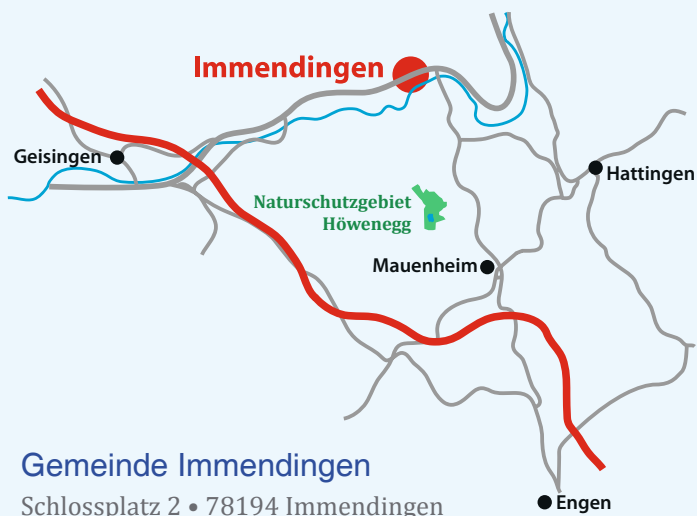 Immendingen
Geisingen
Hattingen
Naturschutzgebiet
Höwenegg
Mauenheim
Gemeinde Immendingen
Schlossplatz 2 • 78194 Immendingen
Engen